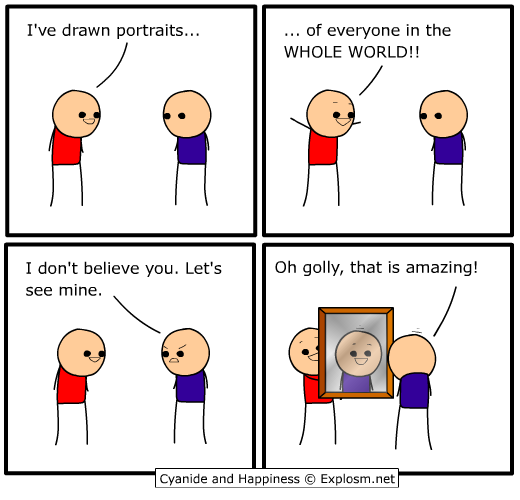 I've drawn portraits...
... of everyone in the
WHOLE WORLD!!
I don't believe you. Let's
see mine.
Oh golly, that is amazing!
Cyanide and Happiness © Explosm.net